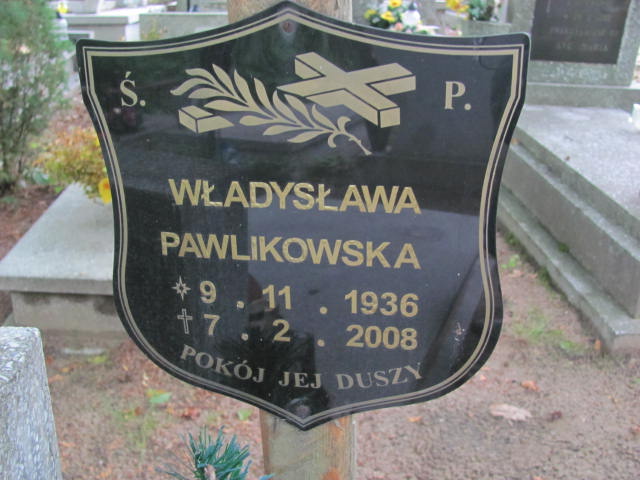 Ś. P.
WŁADYSŁAWA
PAWLIKOWSKA
9 . 11 . 1936
7 . 2 . 2008
POKÓJ JEJ DUSZY